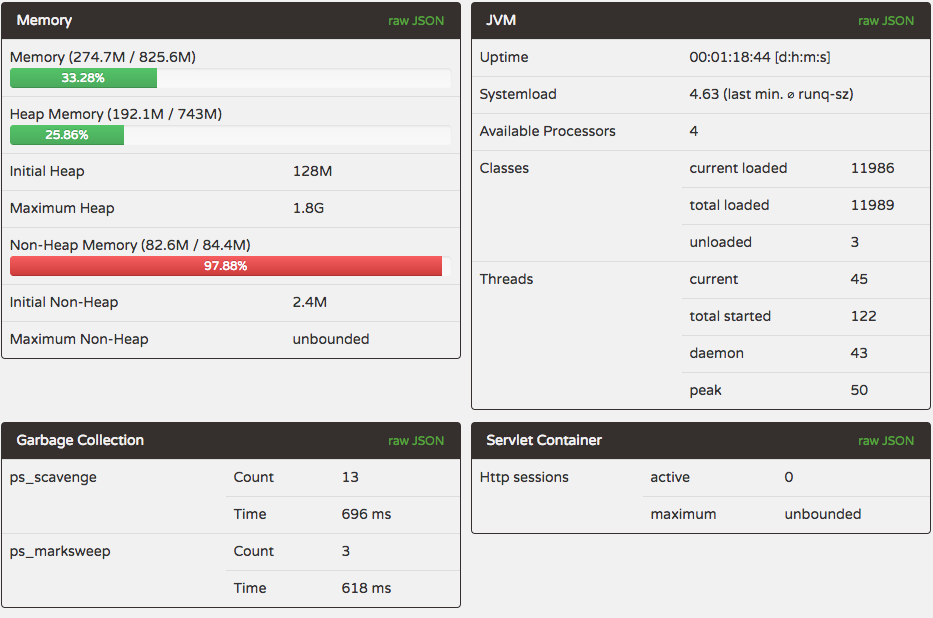 Memory raw JSON
Memory (274.7M / 825.6M)
33.28%
Heap Memory (192.1M / 743M)
25.86%
Initial Heap 128M
Maximum Heap 1.8G
Non-Heap Memory (82.6M / 84.4M)
97.88%
Initial Non-Heap 2.4M
Maximum Non-Heap unbounded
JVM raw JSON
Uptime 00:01:18:44 [d:h:m:s]
Systemload 4.63 (last min. ⌀ runq-sz)
Available Processors 4
Classes current loaded 11986
total loaded 11989
unloaded 3
Threads current 45
total started 122
daemon 43
peak 50
Garbage Collection raw JSON
ps_scavenge Count 13
Time 696 ms
ps_marksweep Count 3
Time 618 ms
Servlet Container raw JSON
Http sessions active 0
maximum unbounded